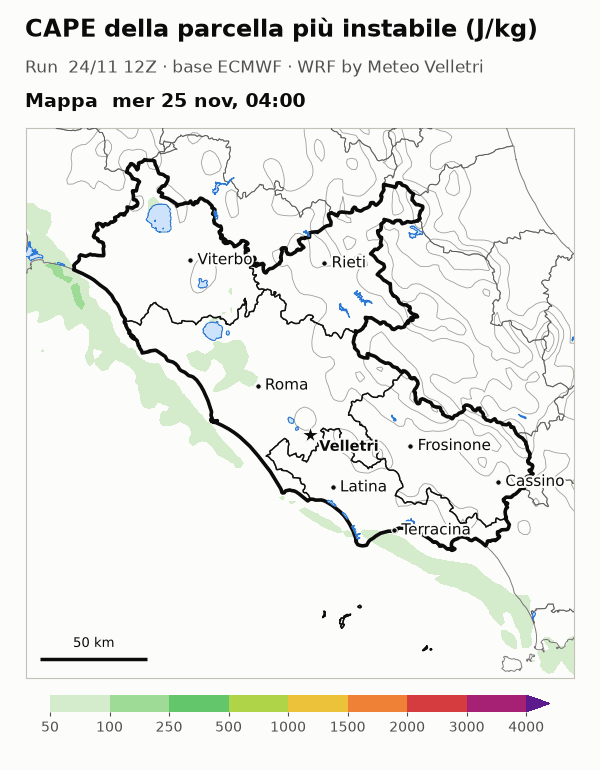 CAPE della parcella più instabile (J/kg)
Run  24/11 12Z · base ECMWF · WRF by Meteo Velletri
Mappa  mer 25 nov, 04:00
Viterbo
Rieti
Roma
Velletri
Frosinone
Cassino
Latina
Terracina
50 km
50 100 250 500 1000 1500 2000 3000 4000